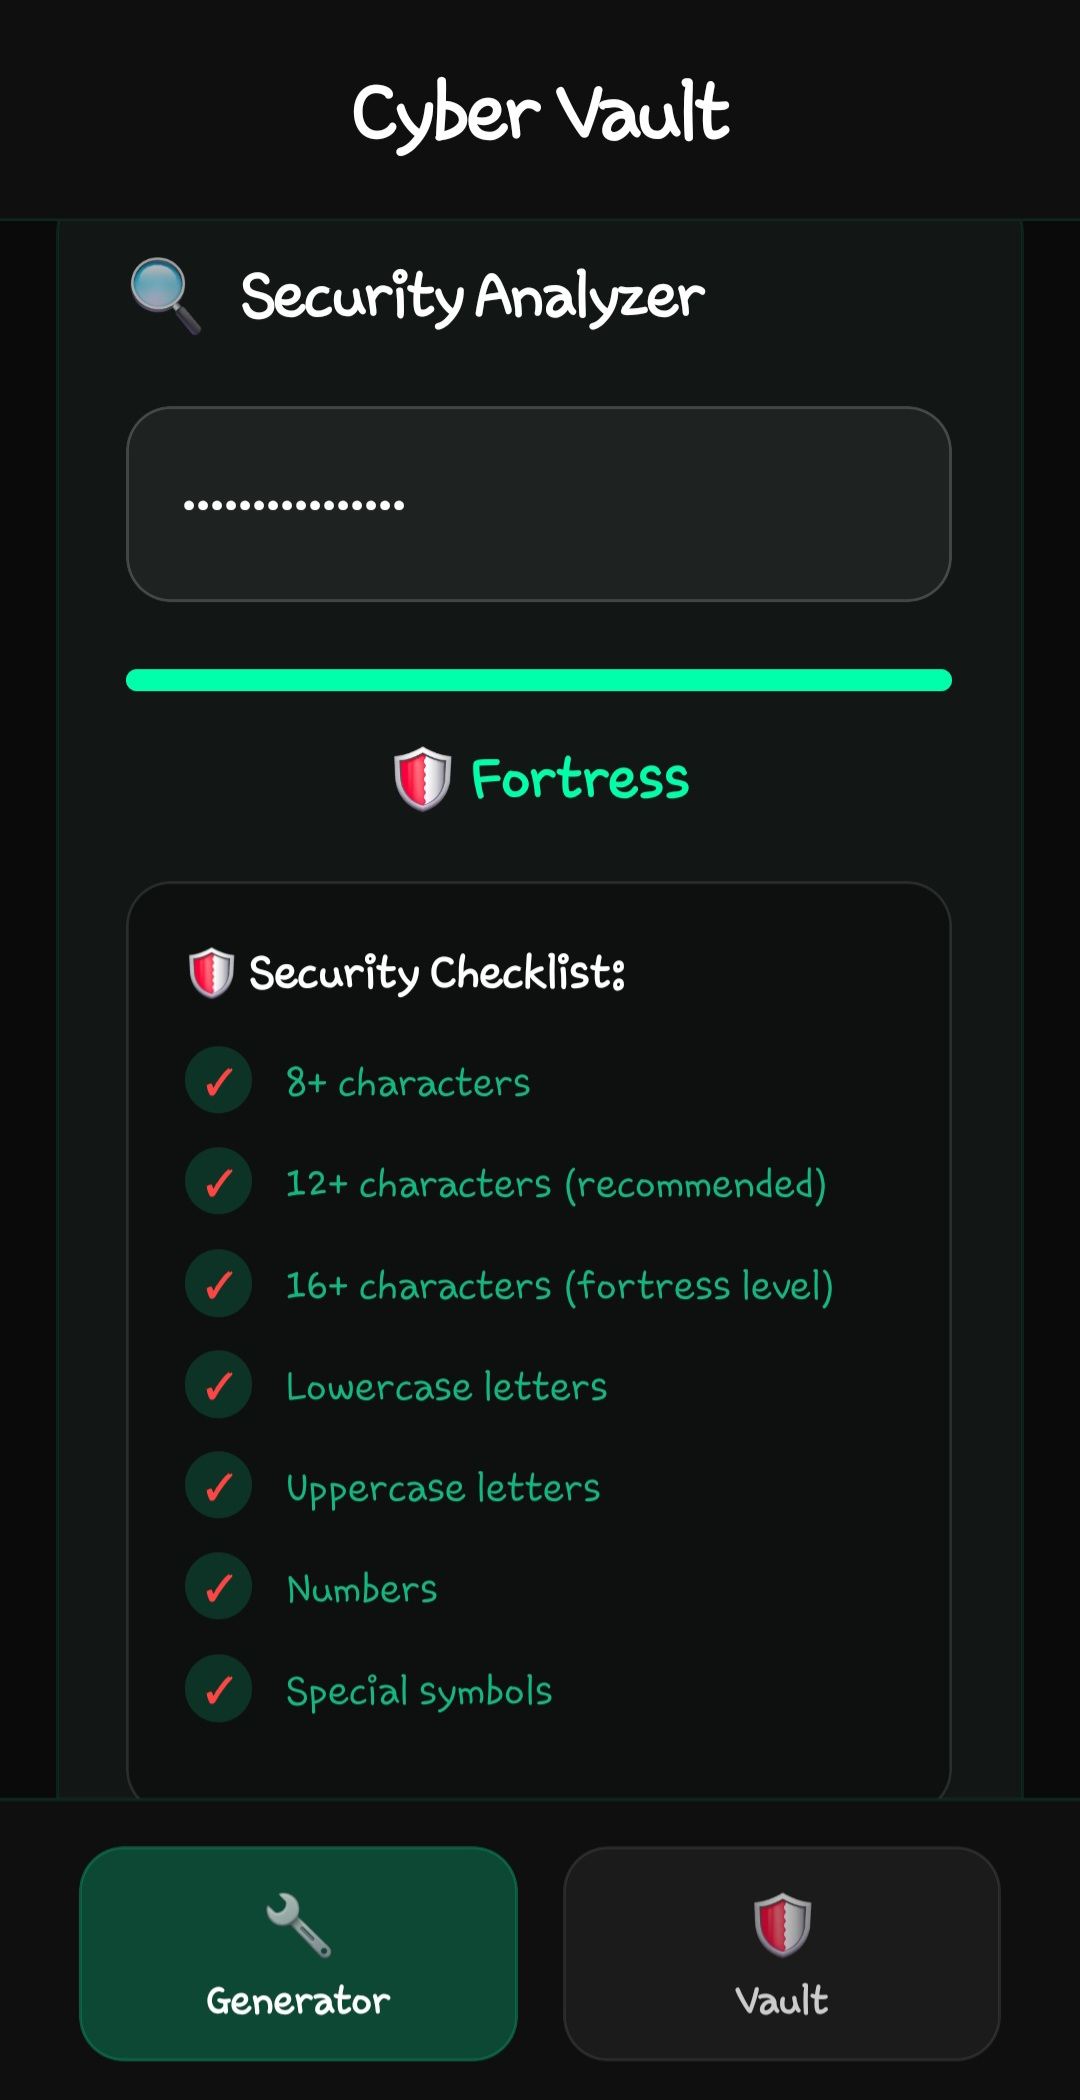 Cyber Vault
🔍 Security Analyzer
••••••••••••••••
🛡️ Fortress
🛡️ Security Checklist:
✓ 8+ characters
✓ 12+ characters (recommended)
✓ 16+ characters (fortress level)
✓ Lowercase letters
✓ Uppercase letters
✓ Numbers
✓ Special symbols
🔧
Generator
🛡️
Vault